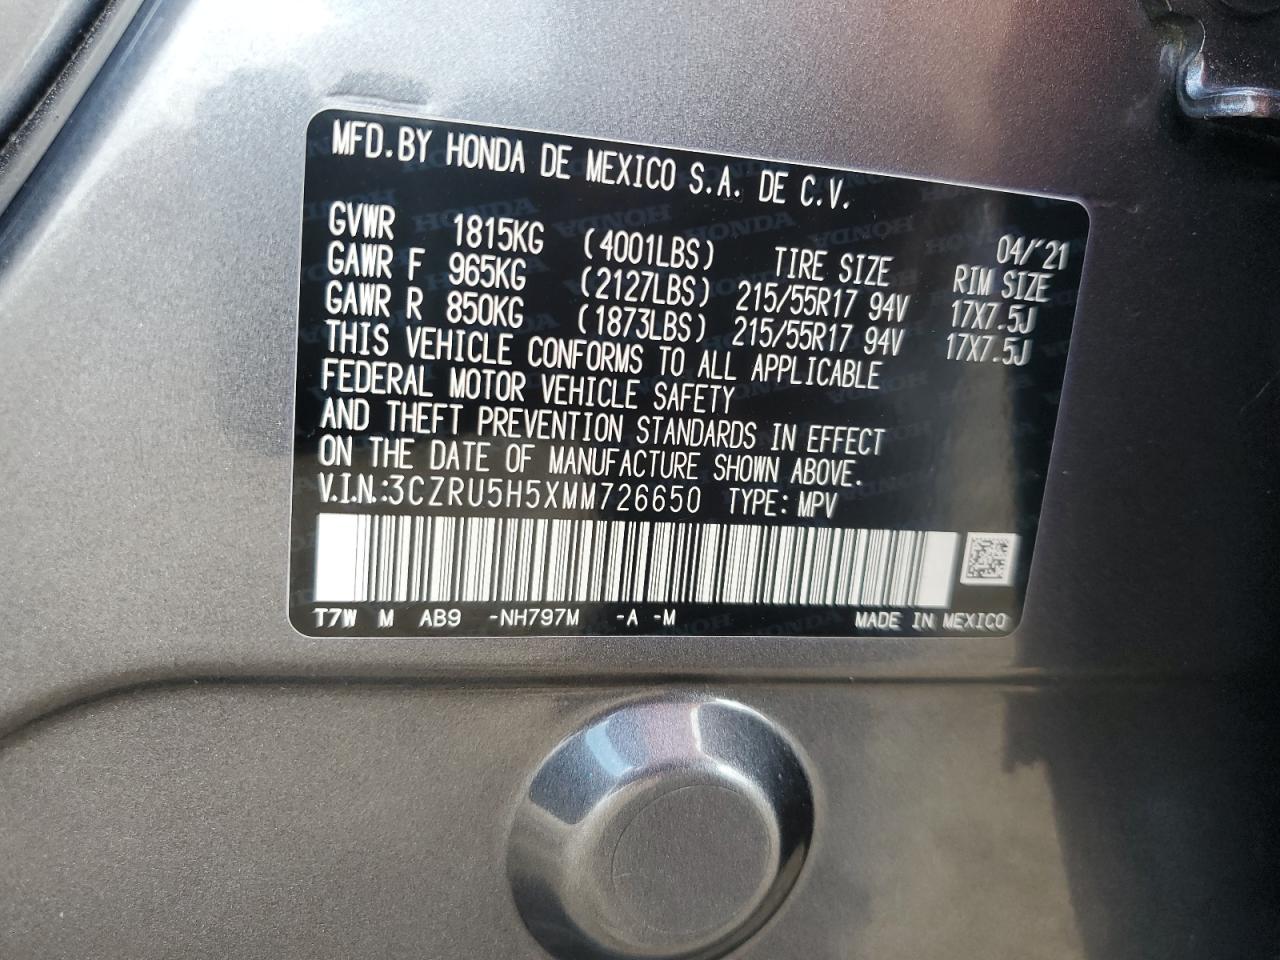 MFD.BY HONDA DE MEXICO S.A. DE C.V.
04/'21
GVWR 1815KG (4001LBS) TIRE SIZE RIM SIZE
GAWR F 965KG (2127LBS) 215/55R17 94V 17X7.5J
GAWR R 850KG (1873LBS) 215/55R17 94V 17X7.5J
THIS VEHICLE CONFORMS TO ALL APPLICABLE
FEDERAL MOTOR VEHICLE SAFETY
AND THEFT PREVENTION STANDARDS IN EFFECT
ON THE DATE OF MANUFACTURE SHOWN ABOVE.
V.I.N.:3CZRU5H5XMM726650 TYPE: MPV
T7W M AB9 -NH797M -A -M MADE IN MEXICO